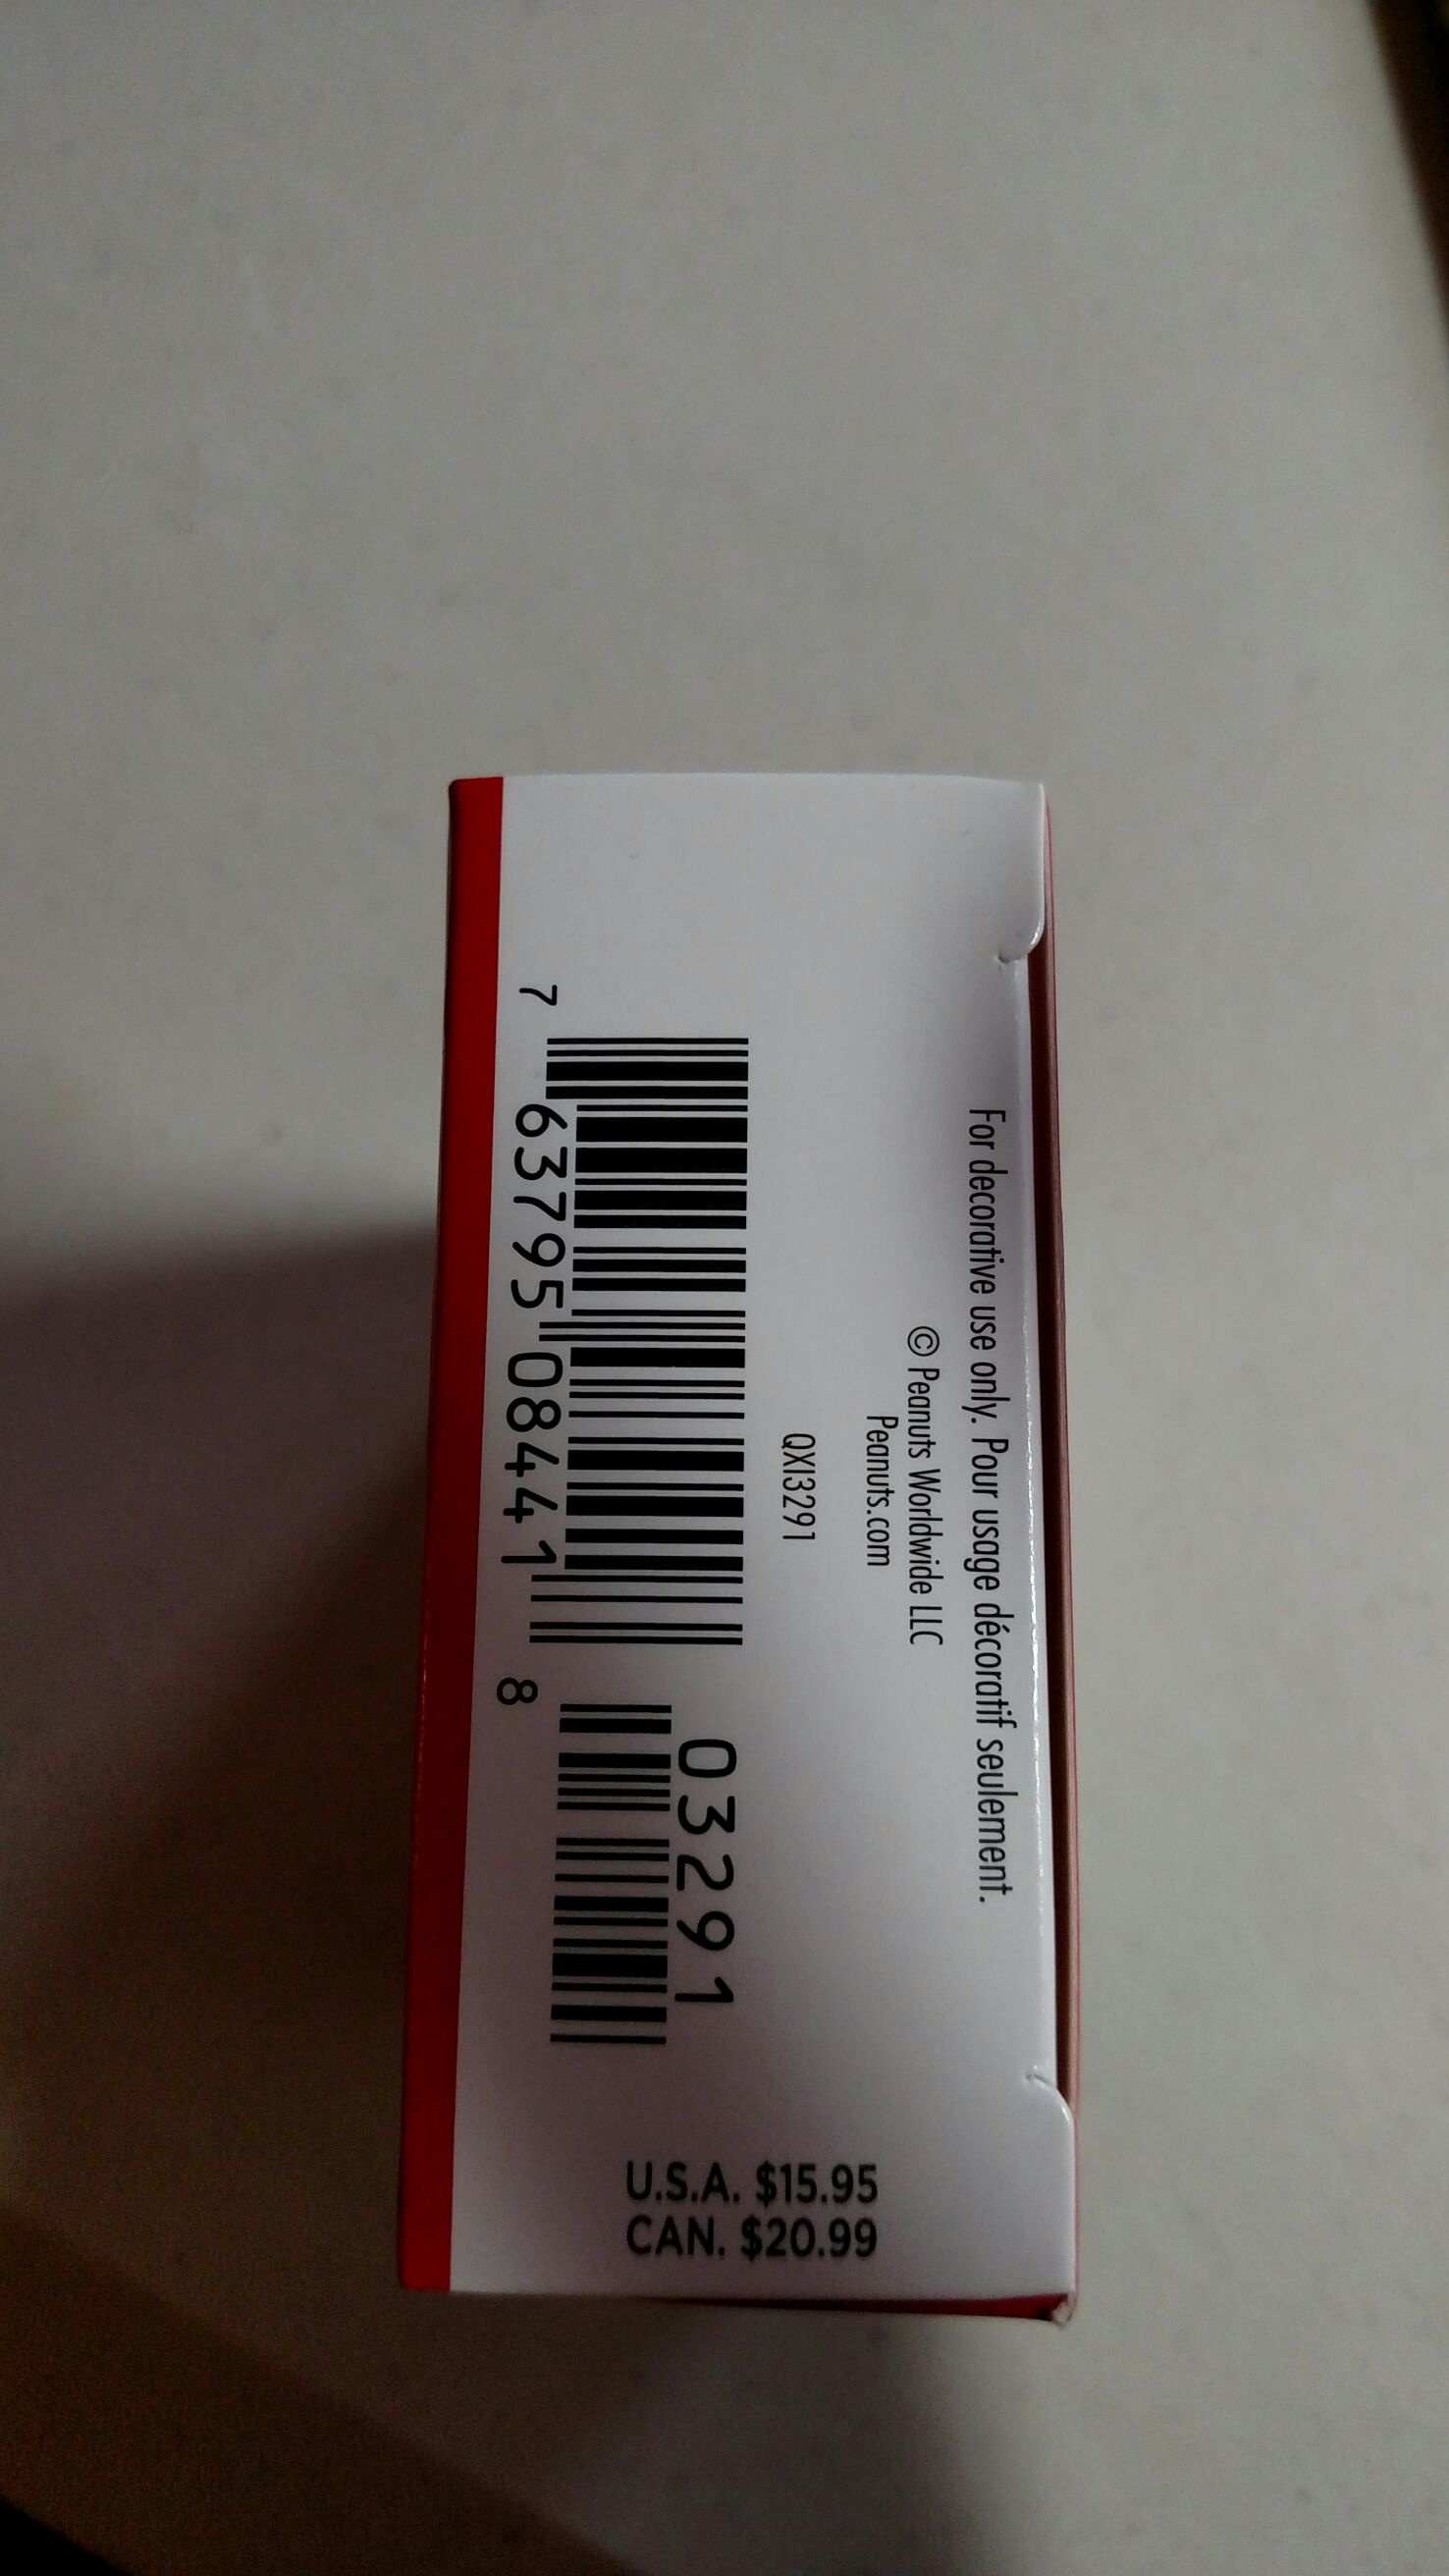 For decorative use only. Pour usage décoratif seulement.
© Peanuts Worldwide LLC
Peanuts.com
QXI3291
03291
7 63795 08441 8
U.S.A. $15.95
CAN. $20.99